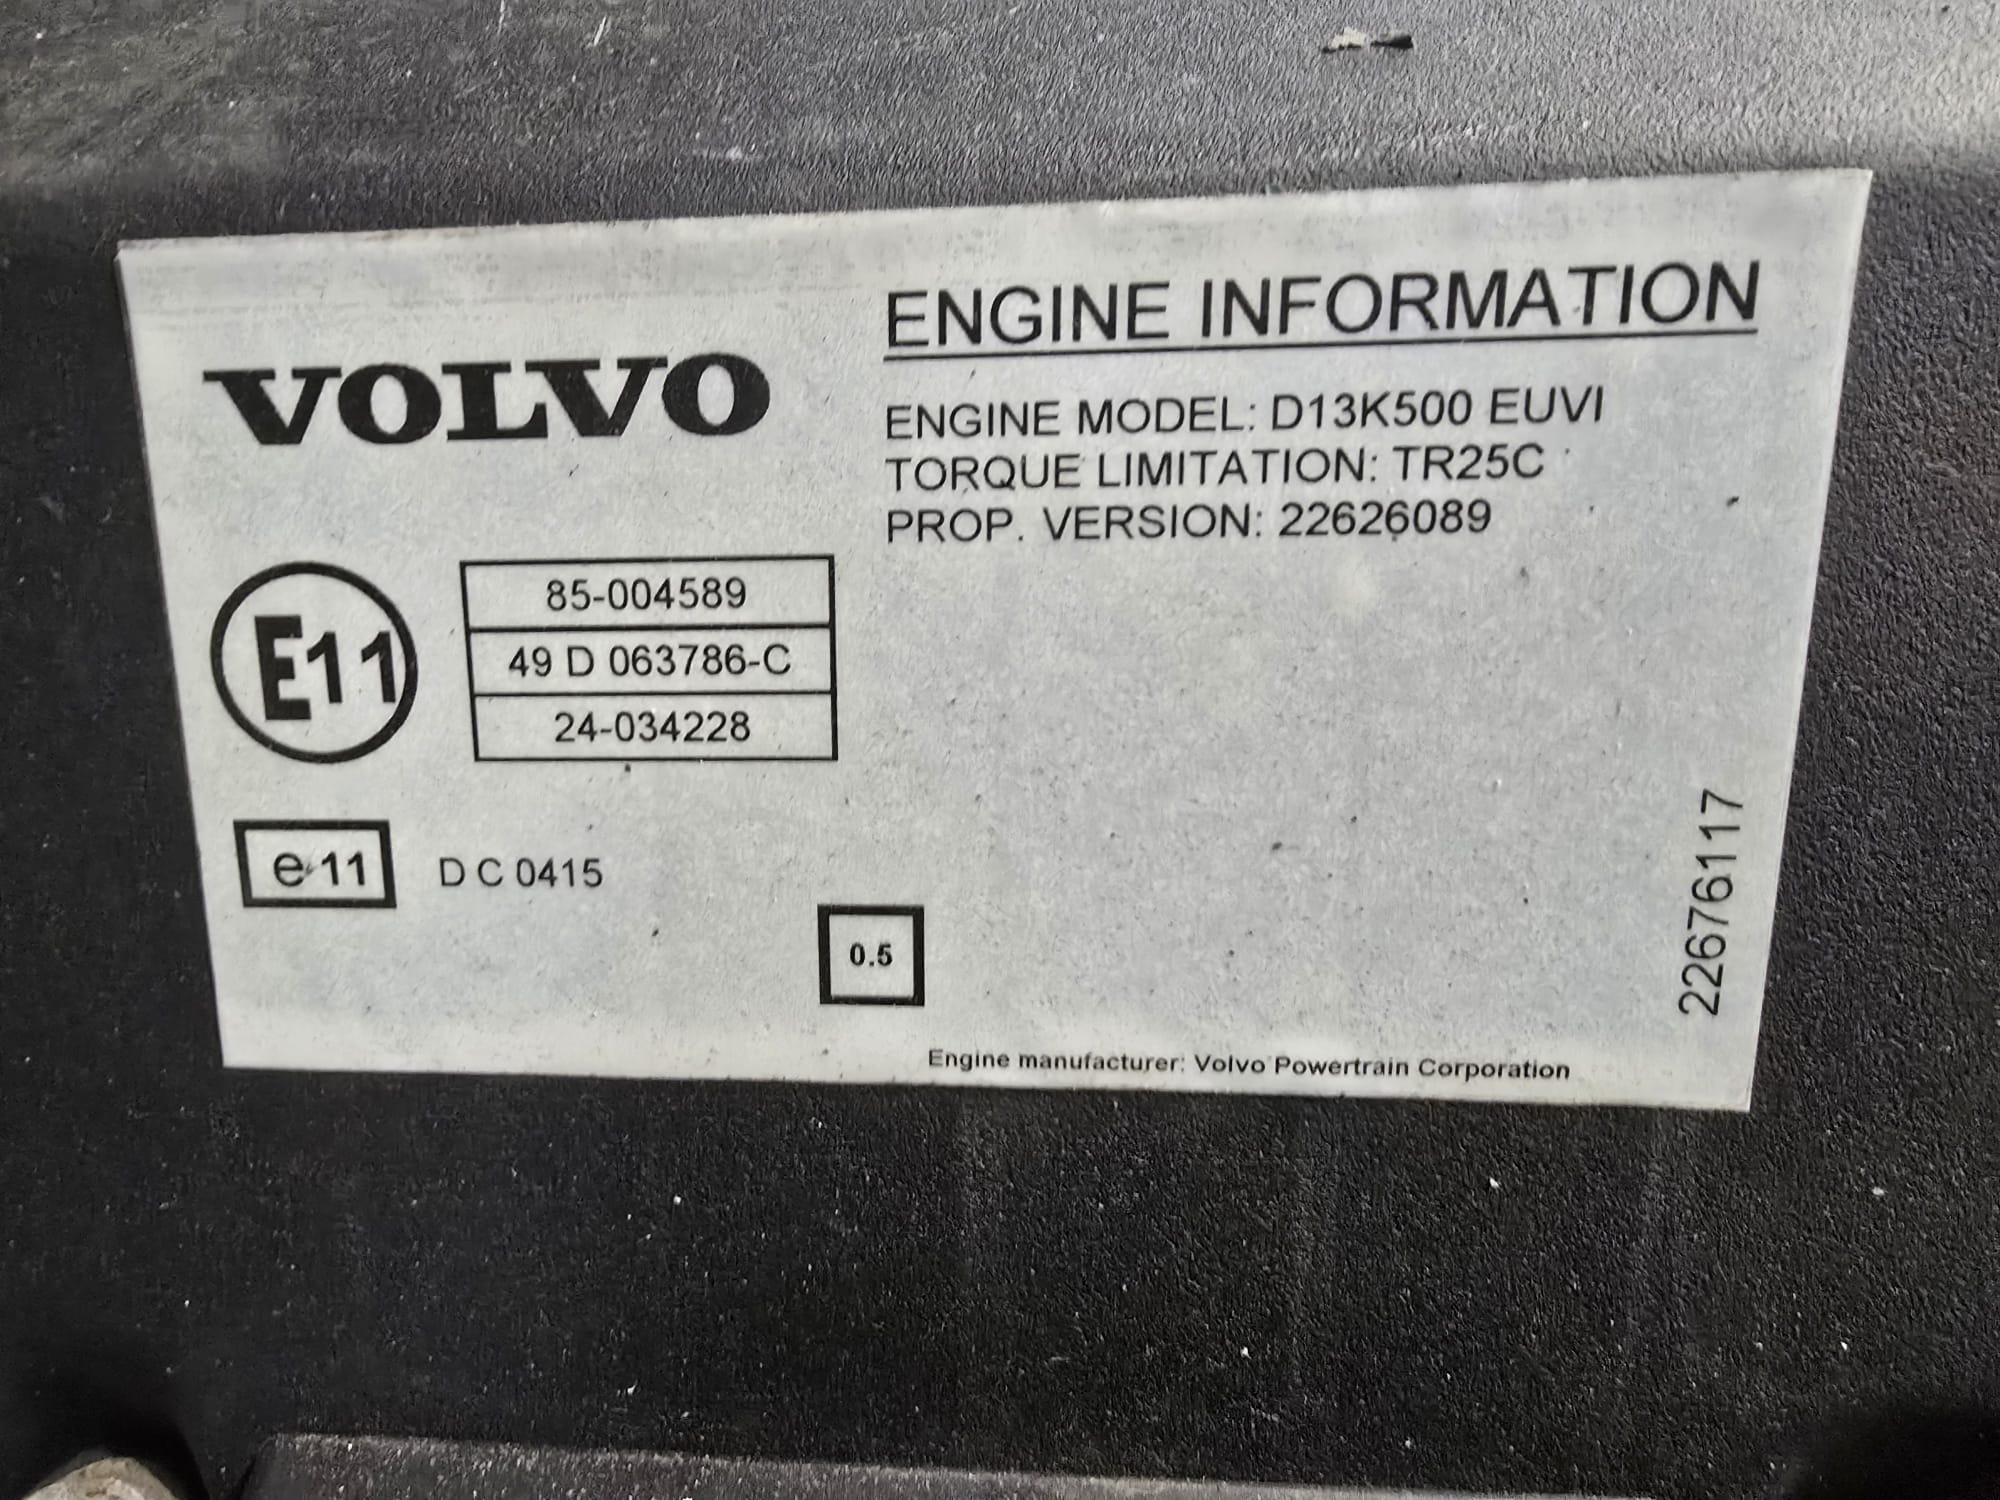 VOLVO
ENGINE INFORMATION
ENGINE MODEL: D13K500 EUVI
TORQUE LIMITATION: TR25C
PROP. VERSION: 22626089
E11
85-004589
49 D 063786-C
24-034228
e 11
D C 0415
0.5
22676117
Engine manufacturer: Volvo Powertrain Corporation